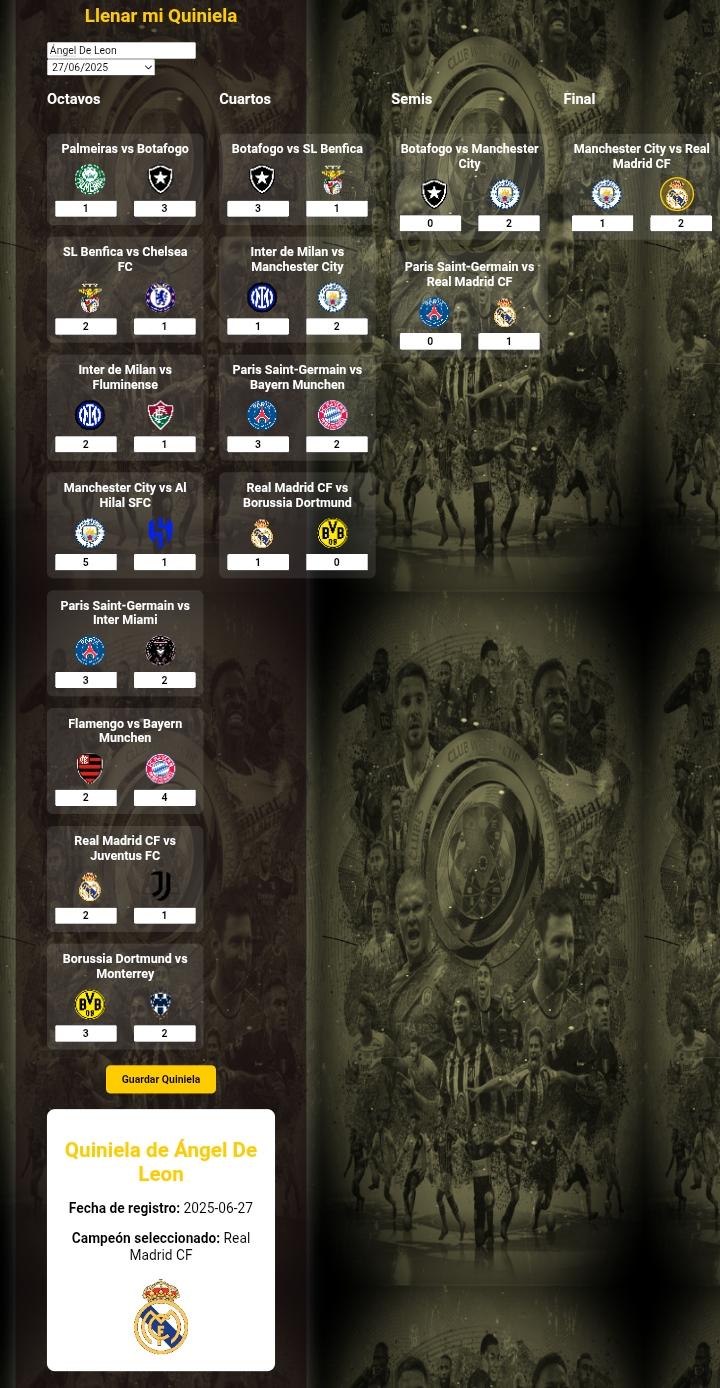 Llenar mi Quiniela
Ángel De Leon
27/06/2025
Octavos
Palmeiras vs Botafogo
1 3
SL Benfica vs Chelsea
FC
2 1
Inter de Milan vs
Fluminense
2 1
Manchester City vs Al
Hilal SFC
5 1
Paris Saint-Germain vs
Inter Miami
3 2
Flamengo vs Bayern
Munchen
2 4
Real Madrid CF vs
Juventus FC
2 1
Borussia Dortmund vs
Monterrey
3 2
Cuartos
Botafogo vs SL Benfica
3 1
Inter de Milan vs
Manchester City
1 2
Paris Saint-Germain vs
Bayern Munchen
3 2
Real Madrid CF vs
Borussia Dortmund
1 0
Semis
Botafogo vs Manchester
City
0 2
Paris Saint-Germain vs
Real Madrid CF
0 1
Final
Manchester City vs Real
Madrid CF
1 2
Guardar Quiniela
Quiniela de Ángel De
Leon
Fecha de registro: 2025-06-27
Campeón seleccionado: Real
Madrid CF